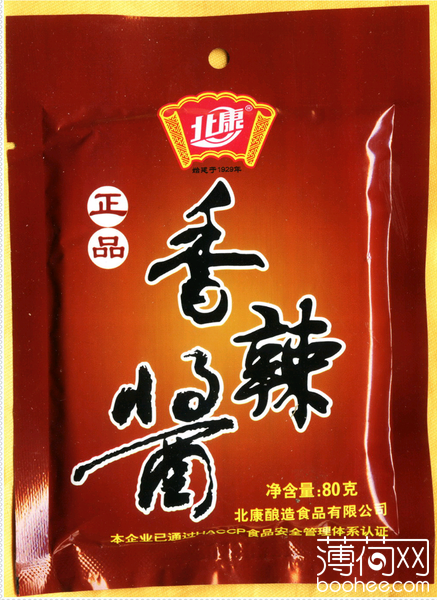 北康®
始建于1929年
正品
香辣醬
净含量:80克
北康酿造食品有限公司
本企业已通过HACCP食品安全管理体系认证
薄荷网
boohee.com